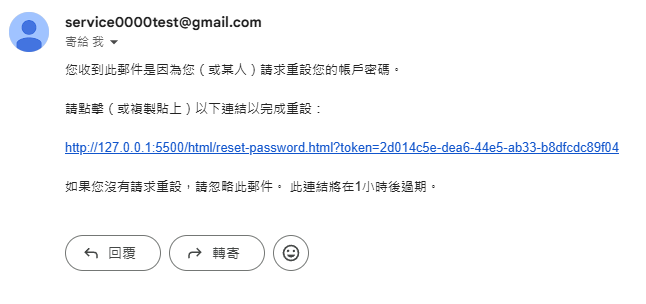 service0000test@gmail.com
寄給 我
您收到此郵件是因為您（或某人）請求重設您的帳戶密碼。
請點擊（或複製貼上）以下連結以完成重設：
http://127.0.0.1:5500/html/reset-password.html?token=2d014c5e-dea6-44e5-ab33-b8dfcdc89f04
如果您沒有請求重設，請忽略此郵件。 此連結將在1小時後過期。
回覆
轉寄